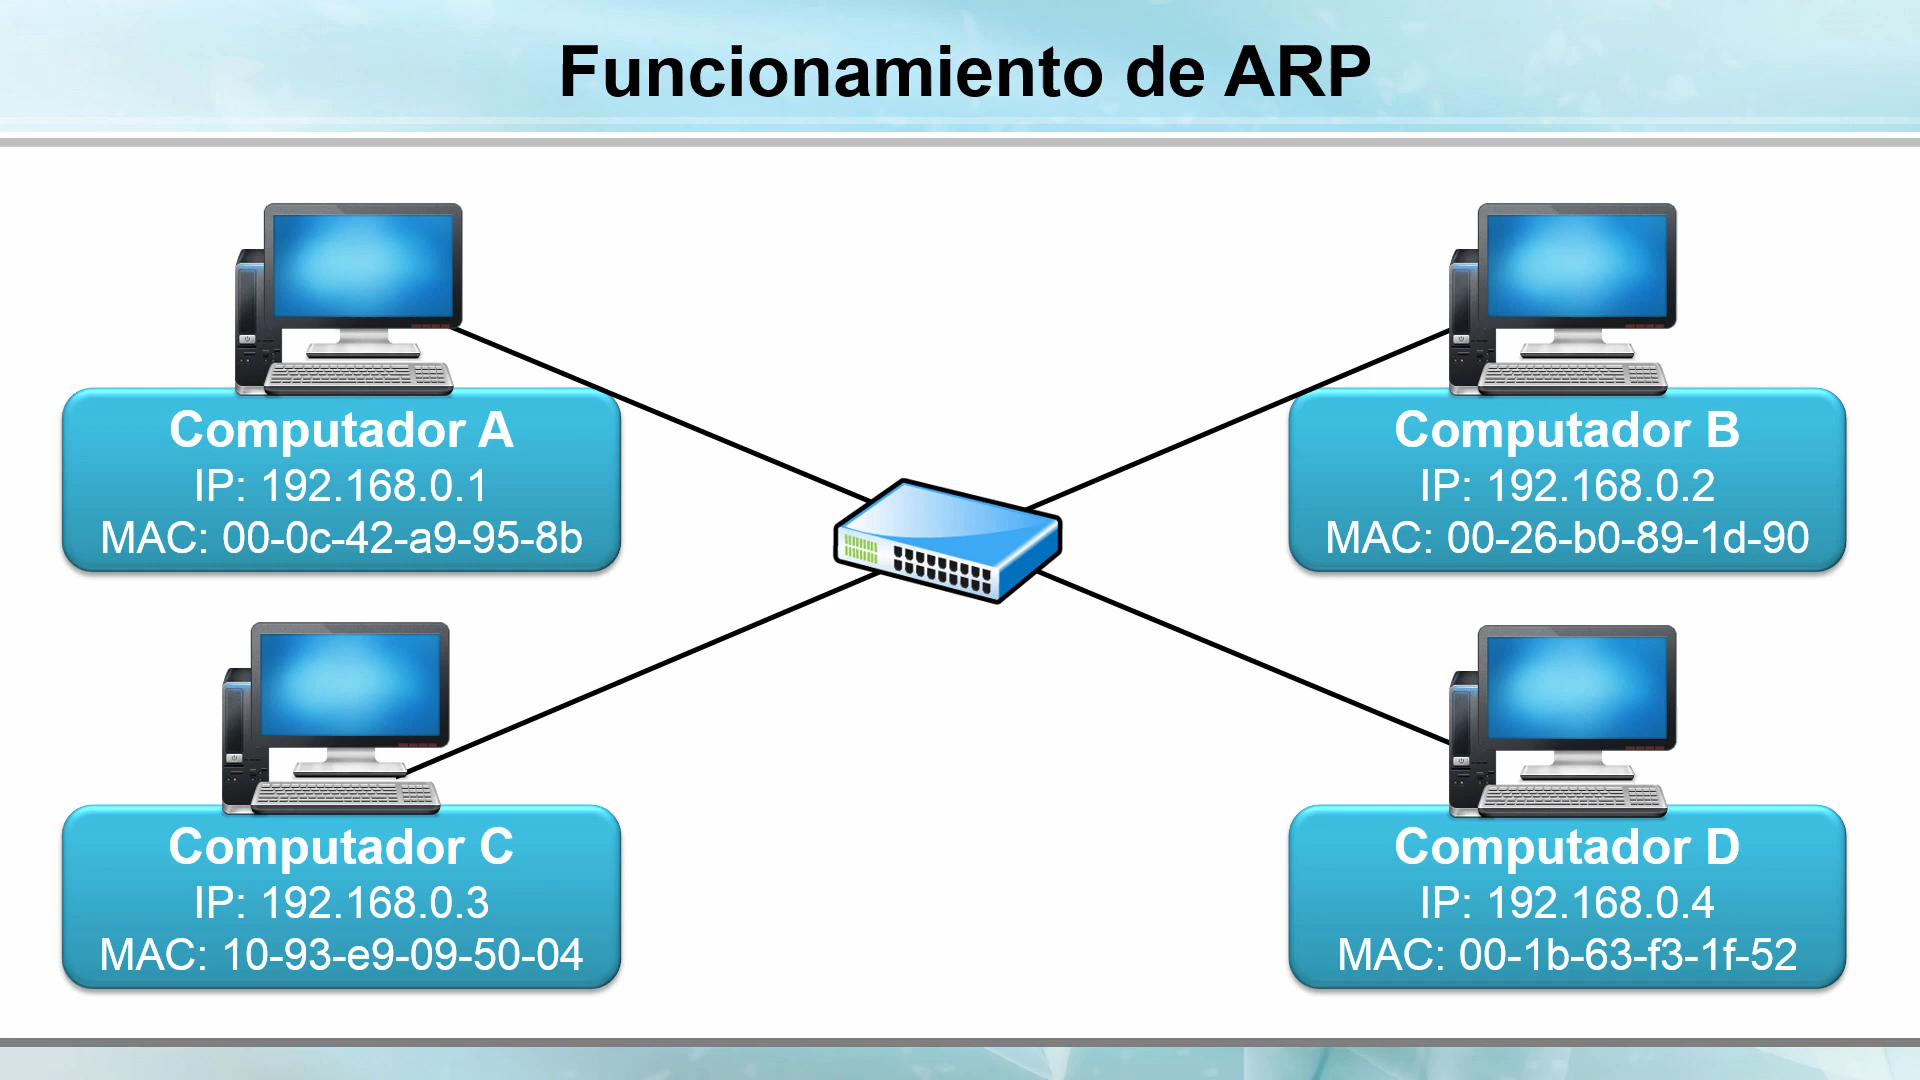 Funcionamiento de ARP
Computador A
IP: 192.168.0.1
MAC: 00-0c-42-a9-95-8b
Computador B
IP: 192.168.0.2
MAC: 00-26-b0-89-1d-90
Computador C
IP: 192.168.0.3
MAC: 10-93-e9-09-50-04
Computador D
IP: 192.168.0.4
MAC: 00-1b-63-f3-1f-52